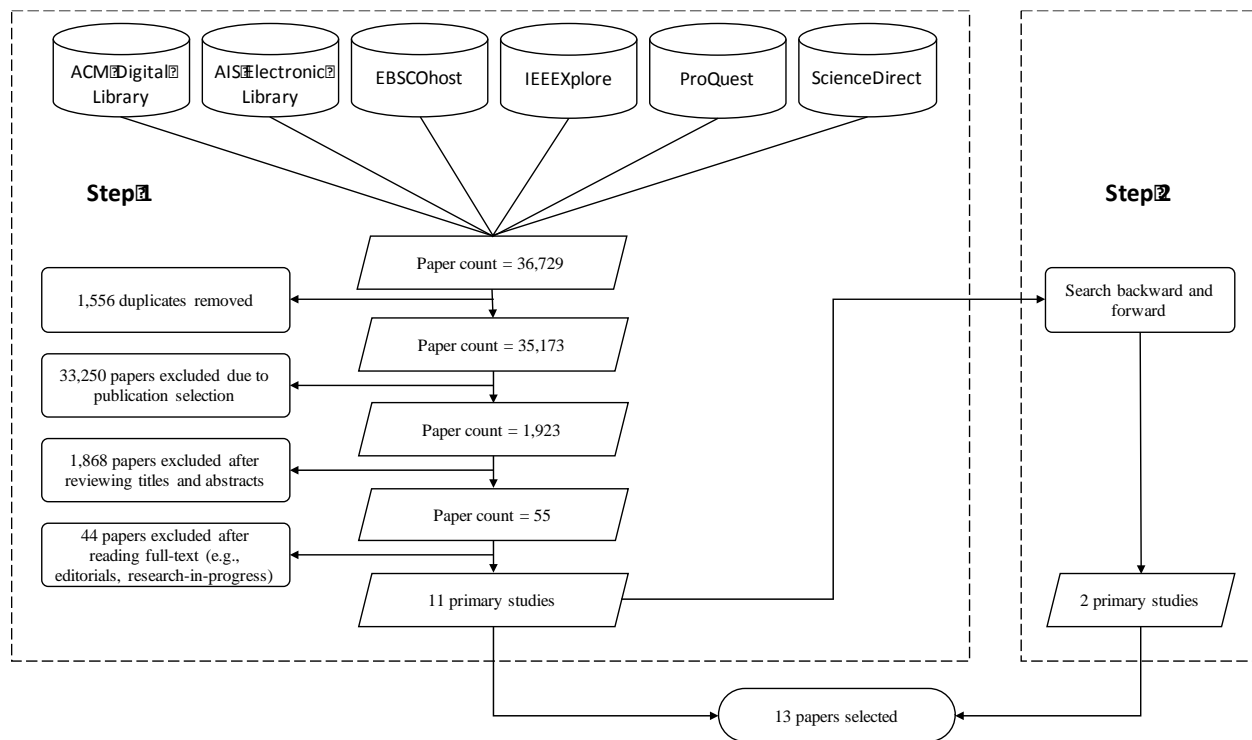 ACM Digital
Library
AIS Electronic
Library
EBSCOhost
IEEEXplore
ProQuest
ScienceDirect
Step 1
Step 2
Paper count = 36,729
1,556 duplicates removed
Search backward and
forward
Paper count = 35,173
33,250 papers excluded due to
publication selection
Paper count = 1,923
1,868 papers excluded after
reviewing titles and abstracts
Paper count = 55
44 papers excluded after
reading full-text (e.g.,
editorials, research-in-progress)
11 primary studies
2 primary studies
13 papers selected